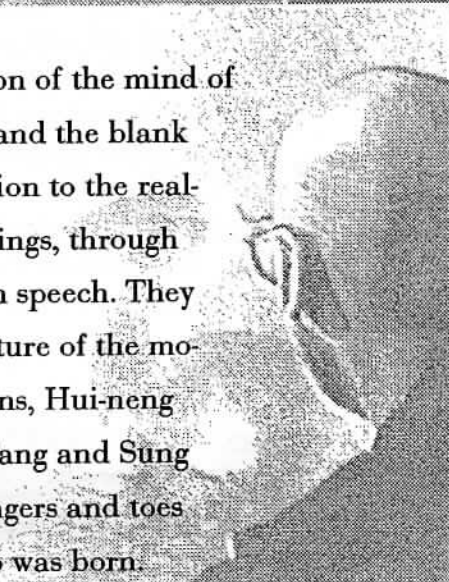 on of the mind of
and the blank
ion to the real-
ings, through
n speech. They
ture of the mo-
ns, Hui-neng
ang and Sung
gers and toes
was born.